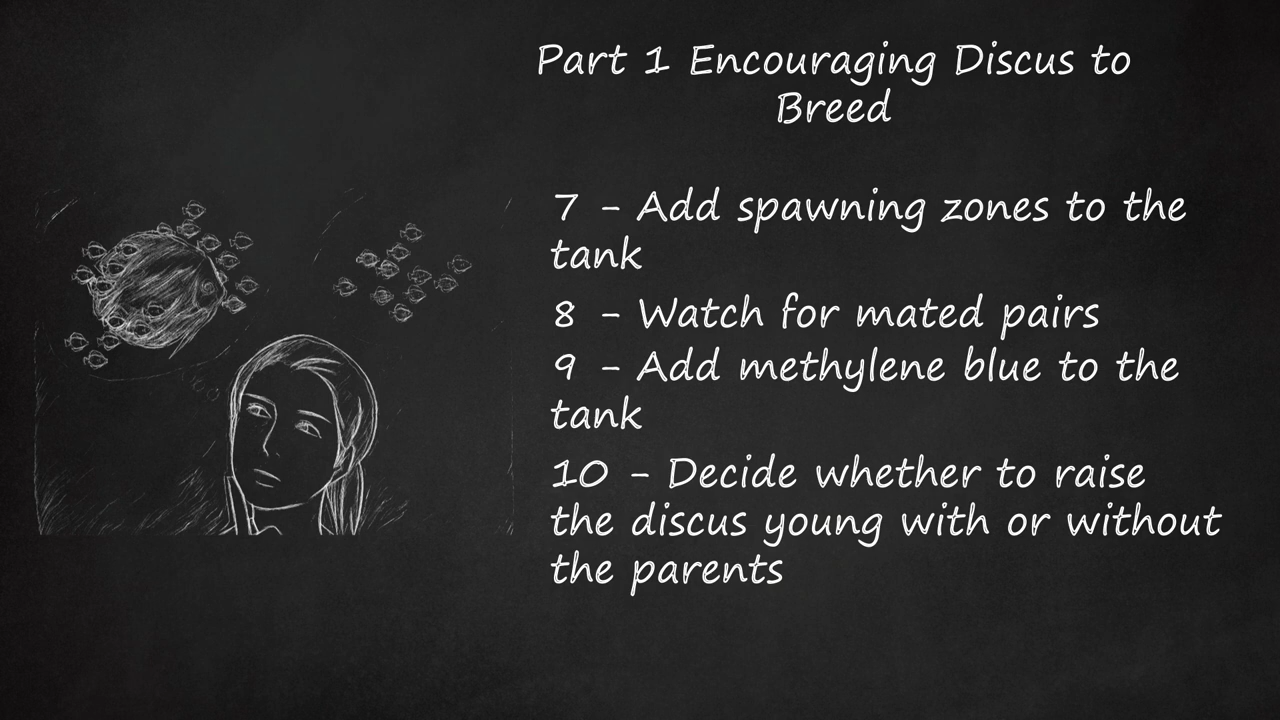 Part 1 Encouraging Discus to
Breed
7 - Add spawning zones to the
tank
8 - Watch for mated pairs
9 - Add methylene blue to the
tank
10 - Decide whether to raise
the discus young with or without
the parents